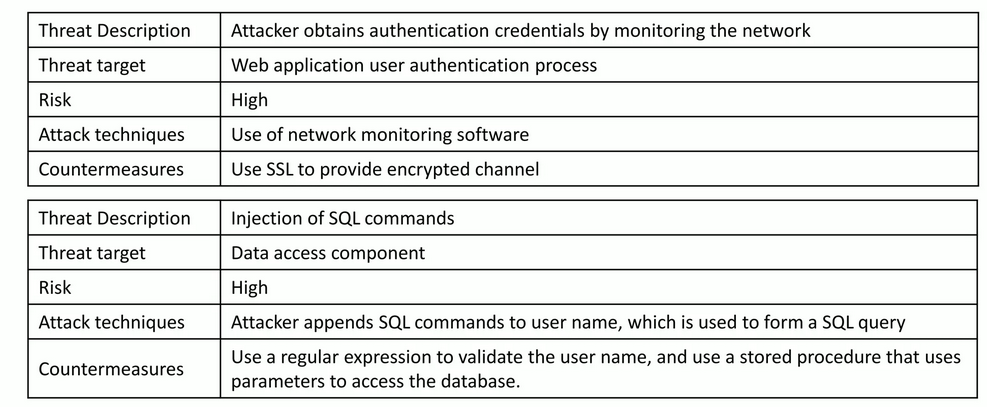 Threat Description Attacker obtains authentication credentials by monitoring the network
Threat target Web application user authentication process
Risk High
Attack techniques Use of network monitoring software
Countermeasures Use SSL to provide encrypted channel
Threat Description Injection of SQL commands
Threat target Data access component
Risk High
Attack techniques Attacker appends SQL commands to user name, which is used to form a SQL query
Countermeasures Use a regular expression to validate the user name, and use a stored procedure that uses
parameters to access the database.